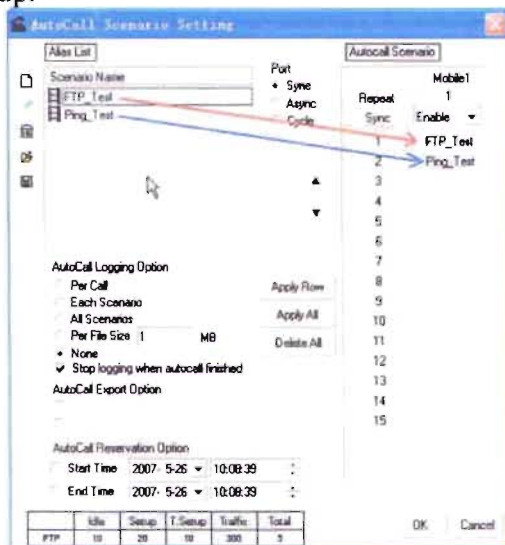 up.
AutoCall Scenario Setting
Alias List
Scenario Name
FTP_Test
Ping_Test
Port
Sync
Async
Cycle
Autocall Scenario
Mobile1
Repeat 1
Sync Enable
1 FTP_Test
2 Ping_Test
3
4
5
6
7
8
9
10
11
12
13
14
15
AutoCall Logging Option
Per Call
Each Scenario
All Scenarios
Per File Size 1 MB
None
Stop logging when autocall finished
Apply Row
Apply All
Delete All
AutoCall Export Option
AutoCall Reservation Option
Start Time 2007- 5-26 10:08:39
End Time 2007- 5-26 10:08:39
Idle Setup T.Setup Traffic Total
FTP 10 20 10 300 5
OK Cancel